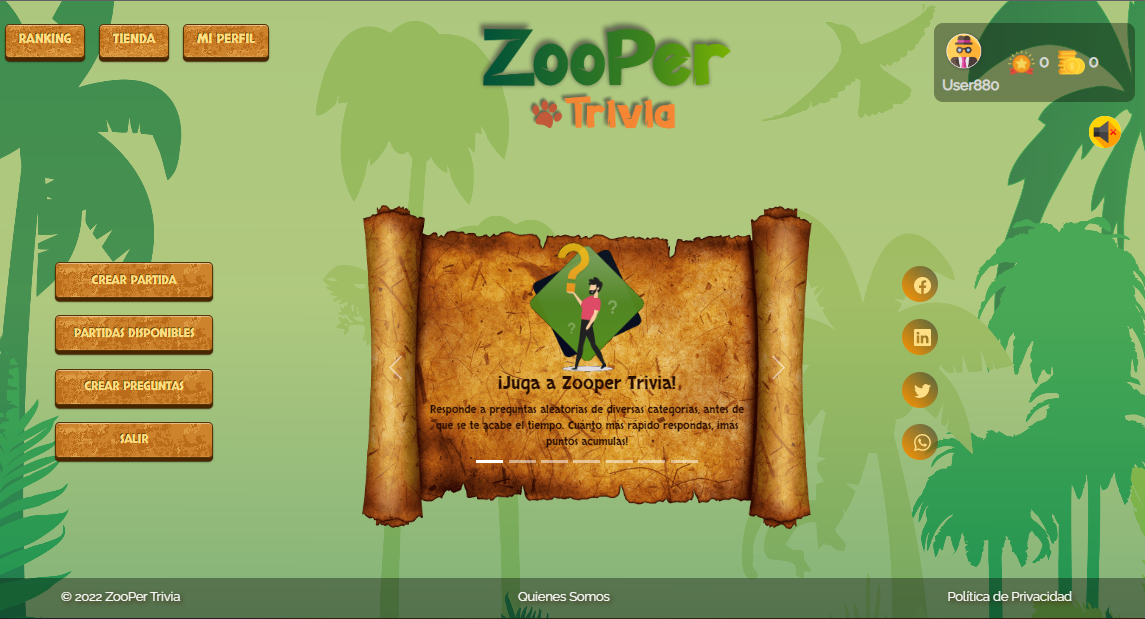 RANKING
TIENDA
MI PERFIL
ZooPer
Trivia
0
0
User880
CREAR PARTIDA
PARTIDAS DISPONIBLES
CREAR PREGUNTAS
SALIR
?
?
?
¡Juga a Zooper Trivia!
Responde a preguntas aleatorias de diversas categorías, antes de
que se te acabe el tiempo. Cuanto más rápido respondas, ¡más
puntos acumulas!
© 2022 ZooPer Trivia
Quienes Somos
Política de Privacidad